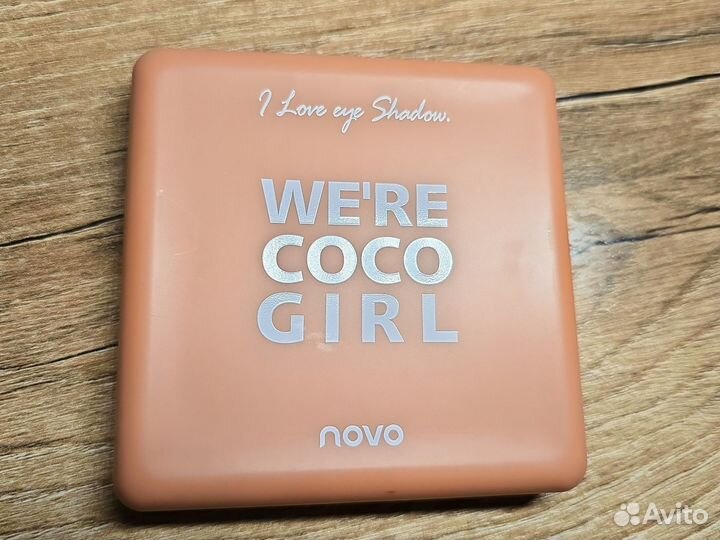 I Love eye Shadow.
WE'RE
COCO
GIRL
novo
Avito